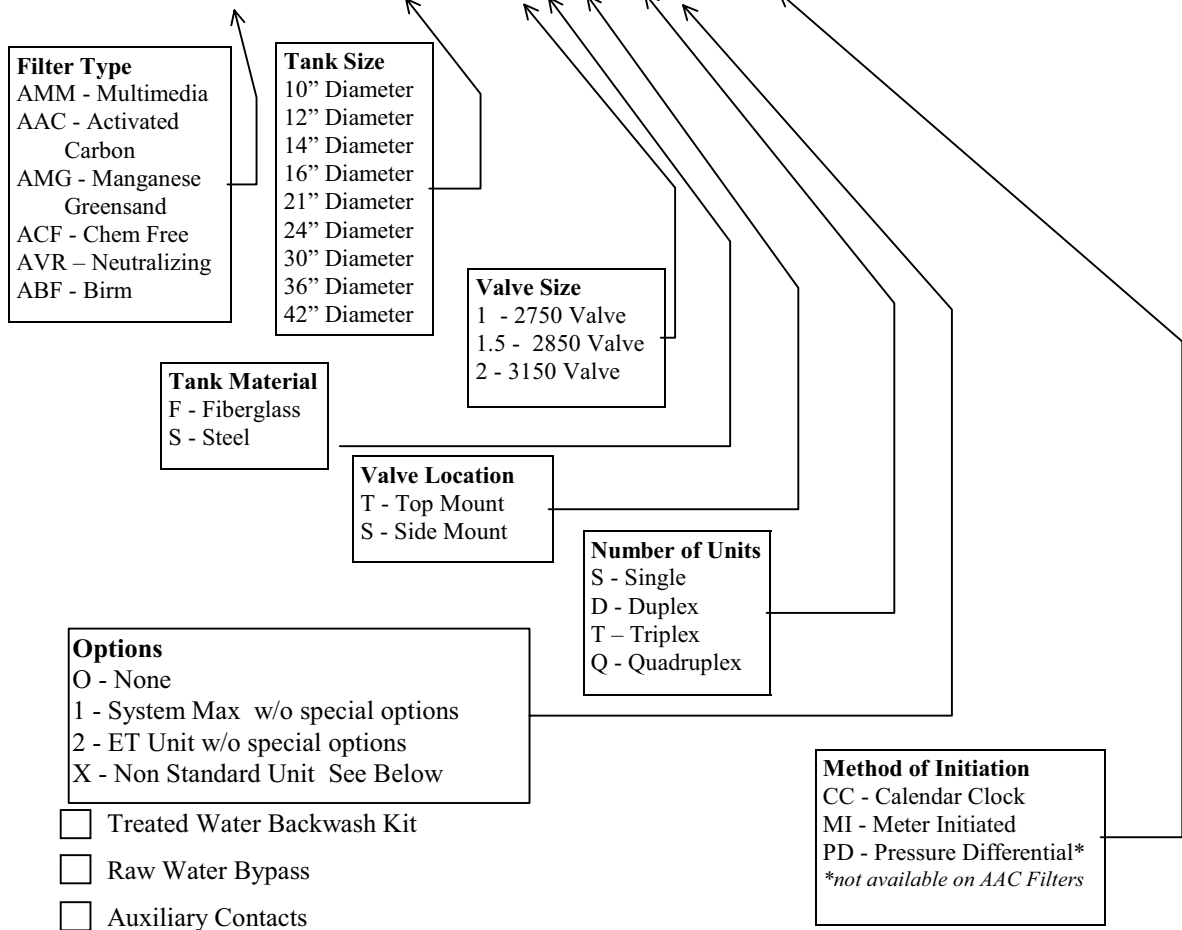 Filter Type
AMM - Multimedia
AAC - Activated
Carbon
AMG - Manganese
Greensand
ACF - Chem Free
AVR – Neutralizing
ABF - Birm
Tank Size
10” Diameter
12” Diameter
14” Diameter
16” Diameter
21” Diameter
24” Diameter
30” Diameter
36” Diameter
42” Diameter
Valve Size
1 - 2750 Valve
1.5 - 2850 Valve
2 - 3150 Valve
Tank Material
F - Fiberglass
S - Steel
Valve Location
T - Top Mount
S - Side Mount
Number of Units
S - Single
D - Duplex
T – Triplex
Q - Quadruplex
Options
O - None
1 - System Max w/o special options
2 - ET Unit w/o special options
X - Non Standard Unit See Below
Treated Water Backwash Kit
Raw Water Bypass
Auxiliary Contacts
Method of Initiation
CC - Calendar Clock
MI - Meter Initiated
PD - Pressure Differential*
*not available on AAC Filters